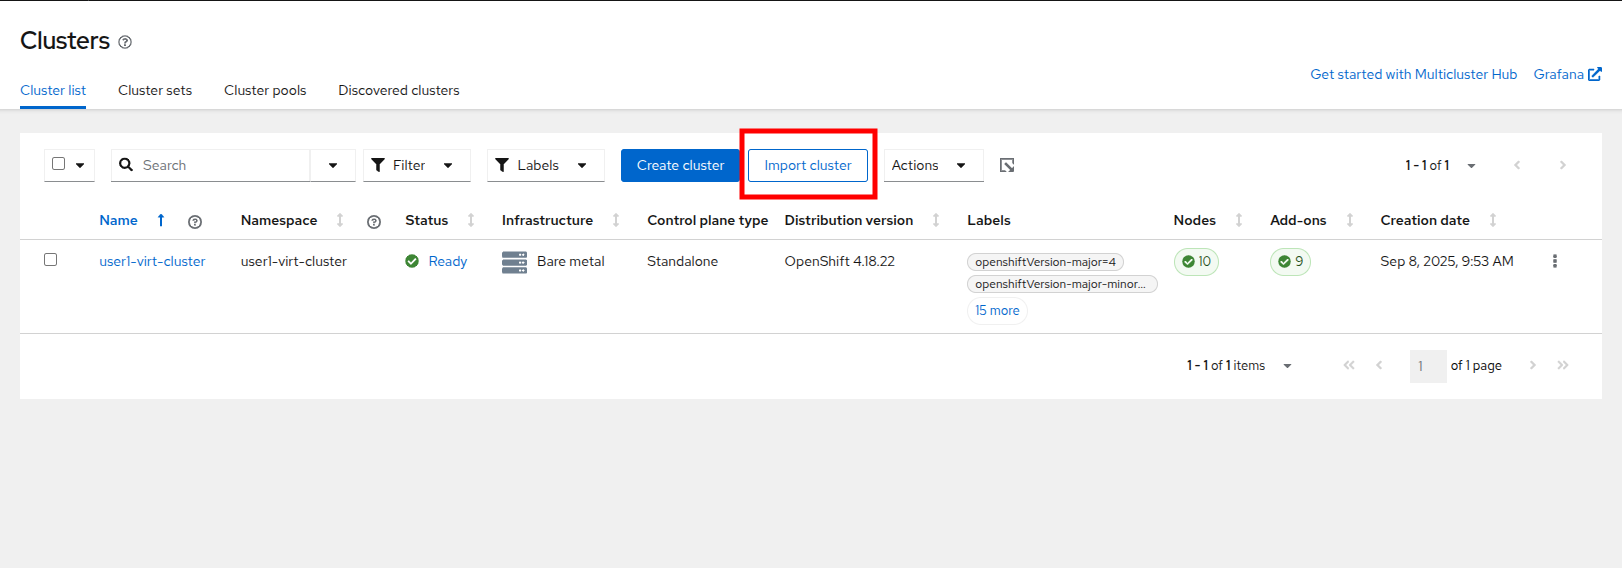 Clusters
Get started with Multicluster Hub Grafana
Cluster list Cluster sets Cluster pools Discovered clusters
Search Filter Labels Create cluster Import cluster Actions 1 - 1 of 1
Name Namespace Status Infrastructure Control plane type Distribution version Labels Nodes Add-ons Creation date
user1-virt-cluster user1-virt-cluster Ready Bare metal Standalone OpenShift 4.18.22 openshiftVersion-major=4 10 9 Sep 8, 2025, 9:53 AM
openshiftVersion-major-minor...
15 more
1 - 1 of 1 items 1 of 1 page